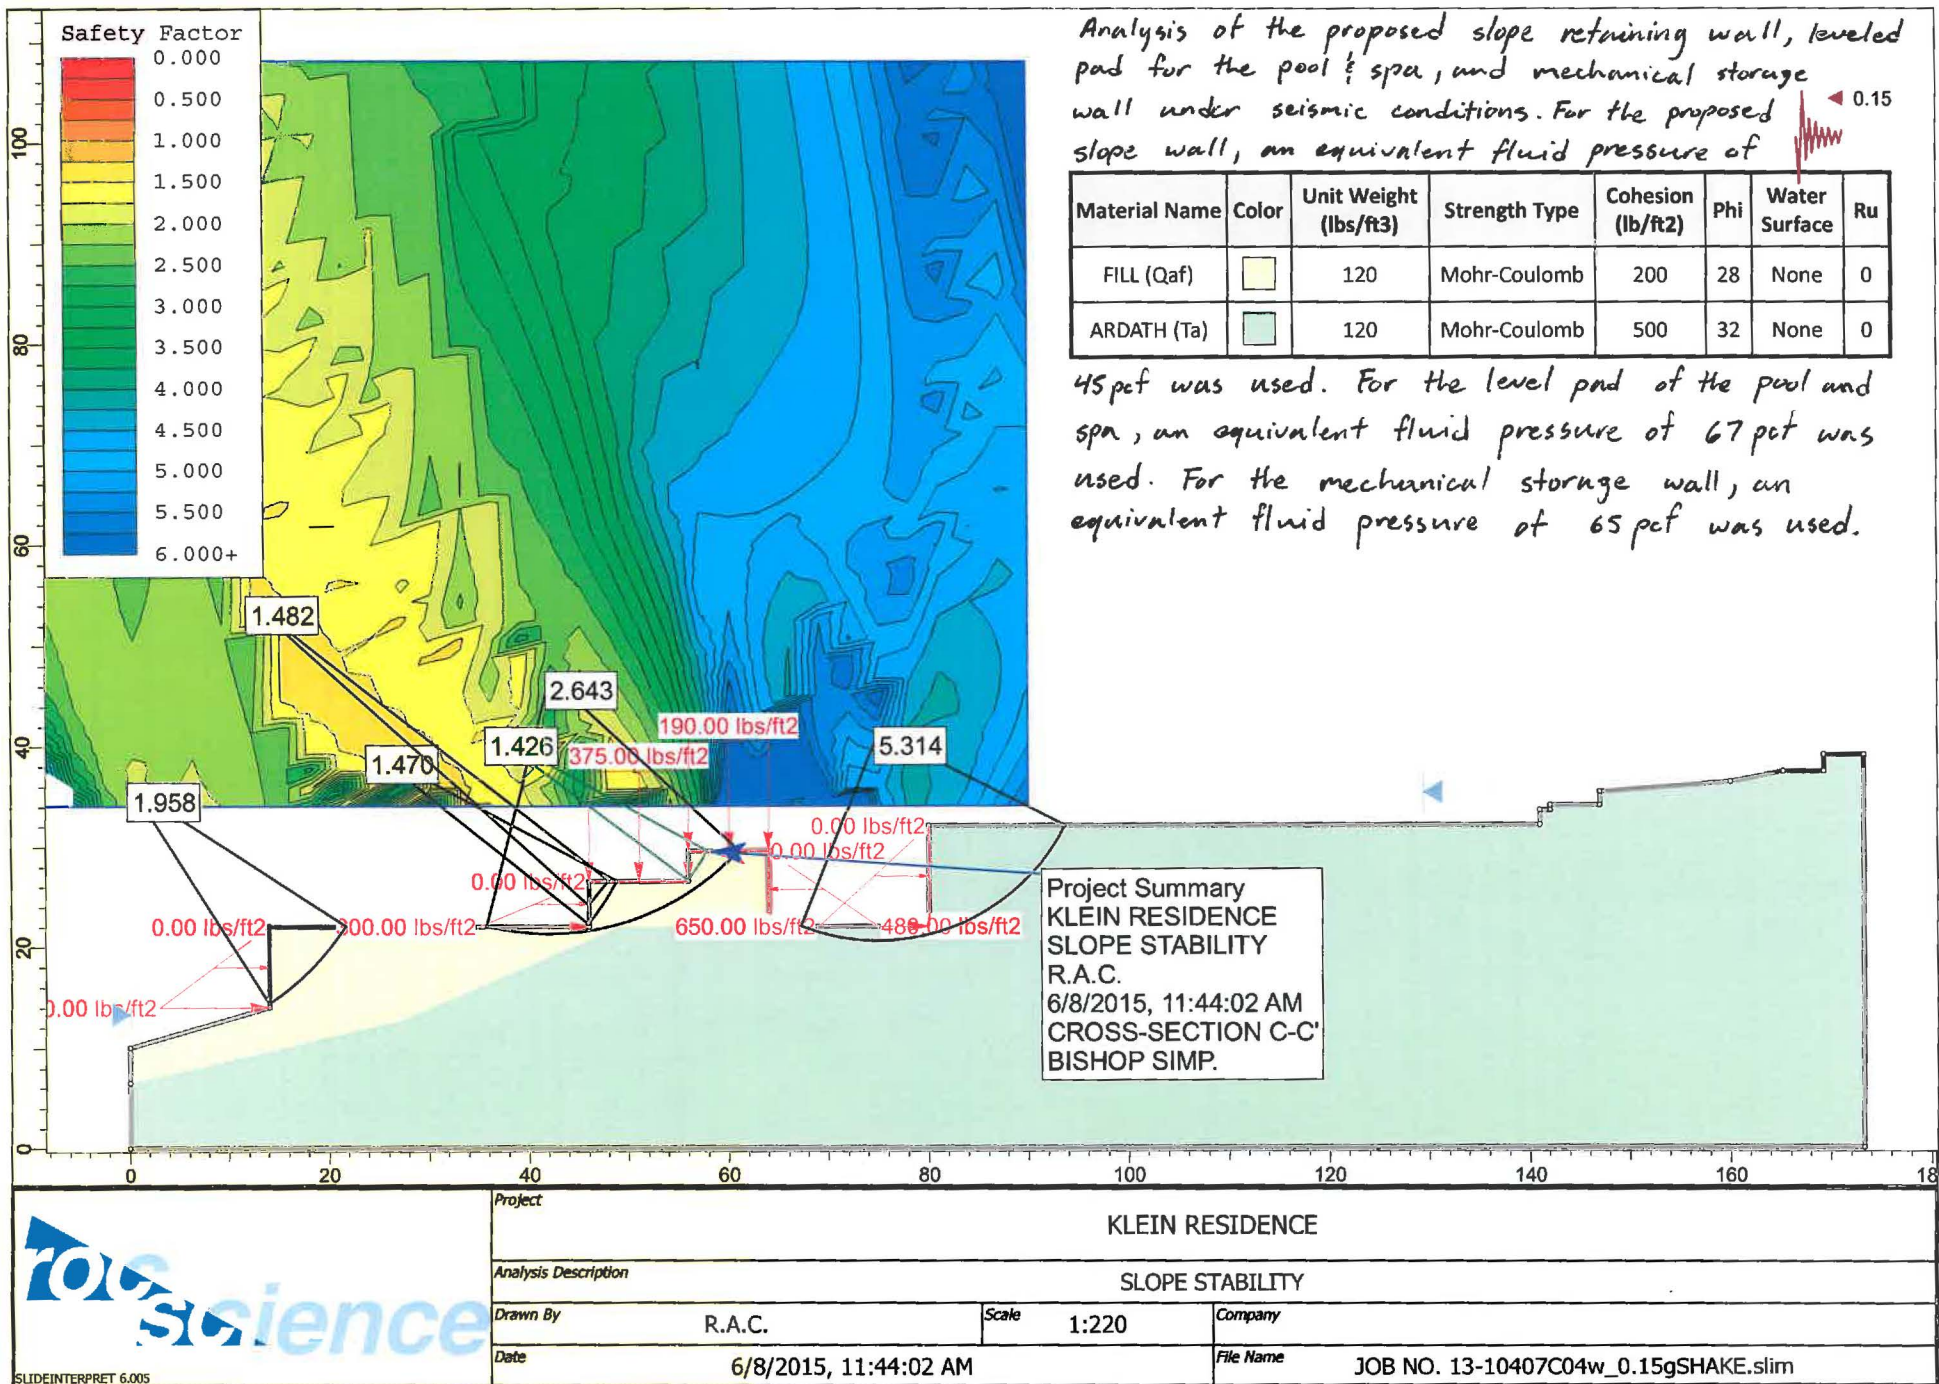 Safety Factor
0.000
0.500
1.000
1.500
2.000
2.500
3.000
3.500
4.000
4.500
5.000
5.500
6.000+
Analysis of the proposed slope retaining wall, leveled
pad for the pool & spa, and mechanical storage
wall under seismic conditions. For the proposed
slope wall, an equivalent fluid pressure of
0.15
Material Name Color Unit Weight (lbs/ft3) Strength Type Cohesion (lb/ft2) Phi Water Surface Ru
FILL (Qaf) 120 Mohr-Coulomb 200 28 None 0
ARDATH (Ta) 120 Mohr-Coulomb 500 32 None 0
45 pcf was used. For the level pad of the pool and
spa, an equivalent fluid pressure of 67 pcf was
used. For the mechanical storage wall, an
equivalent fluid pressure of 65 pcf was used.
100
80
60
40
20
0
1.482
2.643
190.00 lbs/ft2
1.426
375.00 lbs/ft2
5.314
1.470
1.958
0.00 lbs/ft2
0.00 lbs/ft2
0.00 lbs/ft2
0.00 lbs/ft2
300.00 lbs/ft2
650.00 lbs/ft2
480.00 lbs/ft2
0.00 lbs/ft2
Project Summary
KLEIN RESIDENCE
SLOPE STABILITY
R.A.C.
6/8/2015, 11:44:02 AM
CROSS-SECTION C-C'
BISHOP SIMP.
0 20 40 60 80 100 120 140 160 18
rocscience
SLIDEINTERPRET 6.005
Project
KLEIN RESIDENCE
Analysis Description
SLOPE STABILITY
Drawn By R.A.C.
Scale 1:220
Company
Date 6/8/2015, 11:44:02 AM
File Name JOB NO. 13-10407C04w_0.15gSHAKE.slim